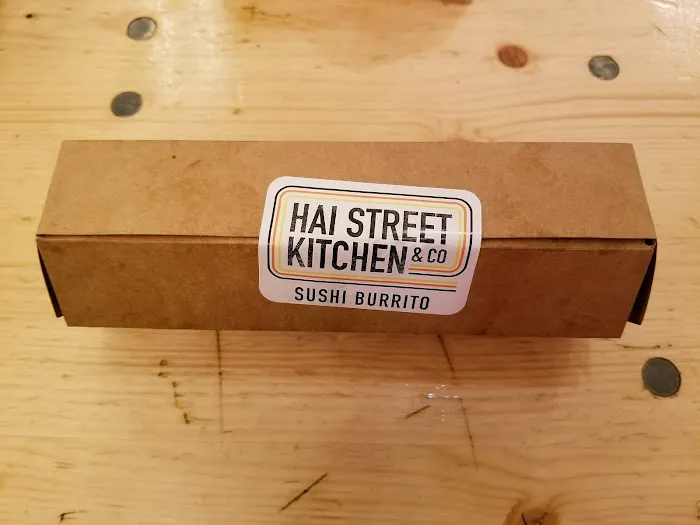 HAI STREET
KITCHEN & CO
SUSHI BURRITO